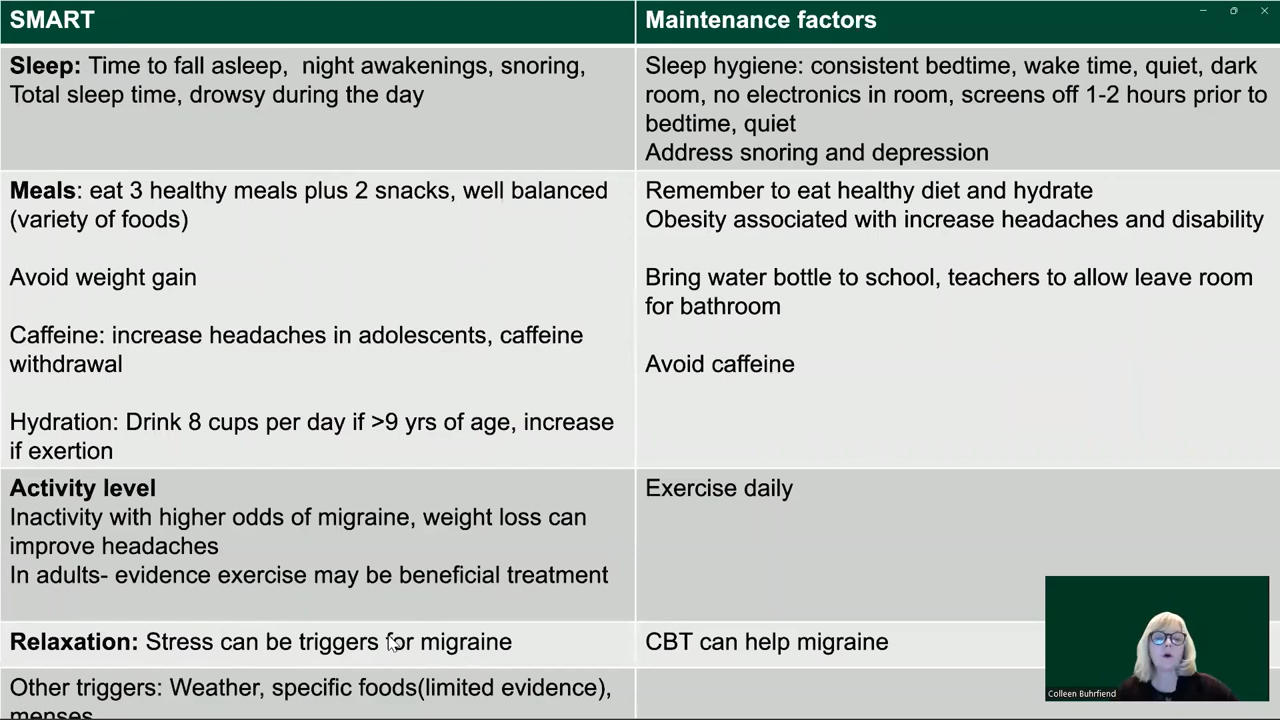 SMART
Maintenance factors
Sleep: Time to fall asleep, night awakenings, snoring,
Total sleep time, drowsy during the day
Sleep hygiene: consistent bedtime, wake time, quiet, dark
room, no electronics in room, screens off 1-2 hours prior to
bedtime, quiet
Address snoring and depression
Meals: eat 3 healthy meals plus 2 snacks, well balanced
(variety of foods)
Avoid weight gain
Caffeine: increase headaches in adolescents, caffeine
withdrawal
Hydration: Drink 8 cups per day if >9 yrs of age, increase
if exertion
Remember to eat healthy diet and hydrate
Obesity associated with increase headaches and disability
Bring water bottle to school, teachers to allow leave room
for bathroom
Avoid caffeine
Activity level
Inactivity with higher odds of migraine, weight loss can
improve headaches
In adults- evidence exercise may be beneficial treatment
Exercise daily
Relaxation: Stress can be triggers for migraine
CBT can help migraine
Other triggers: Weather, specific foods(limited evidence),
menses
Colleen Buhrfiend